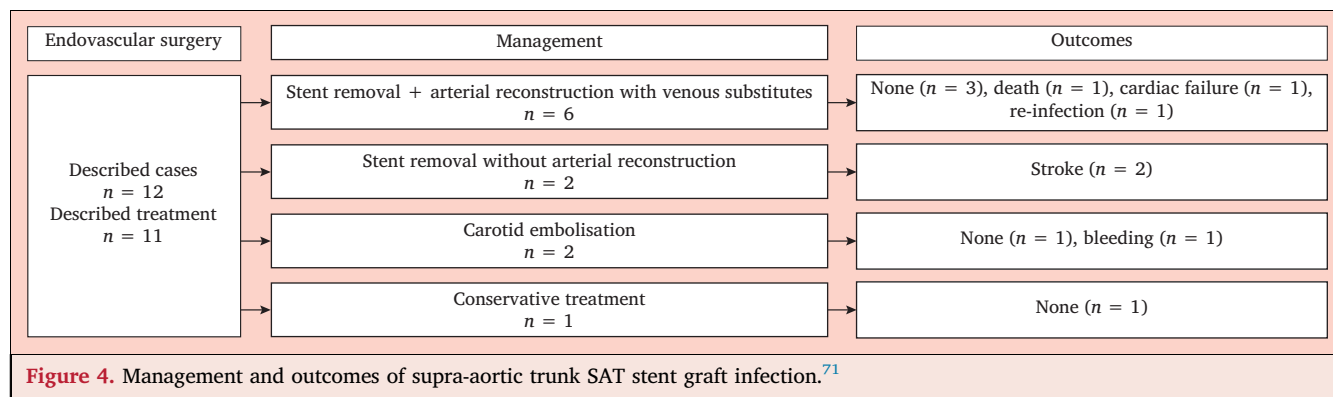 Endovascular surgery
Management
Outcomes
Described cases
n = 12
Described treatment
n = 11
Stent removal + arterial reconstruction with venous substitutes
n = 6
None (n = 3), death (n = 1), cardiac failure (n = 1),
re-infection (n = 1)
Stent removal without arterial reconstruction
n = 2
Stroke (n = 2)
Carotid embolisation
n = 2
None (n = 1), bleeding (n = 1)
Conservative treatment
n = 1
None (n = 1)
Figure 4. Management and outcomes of supra-aortic trunk SAT stent graft infection.71